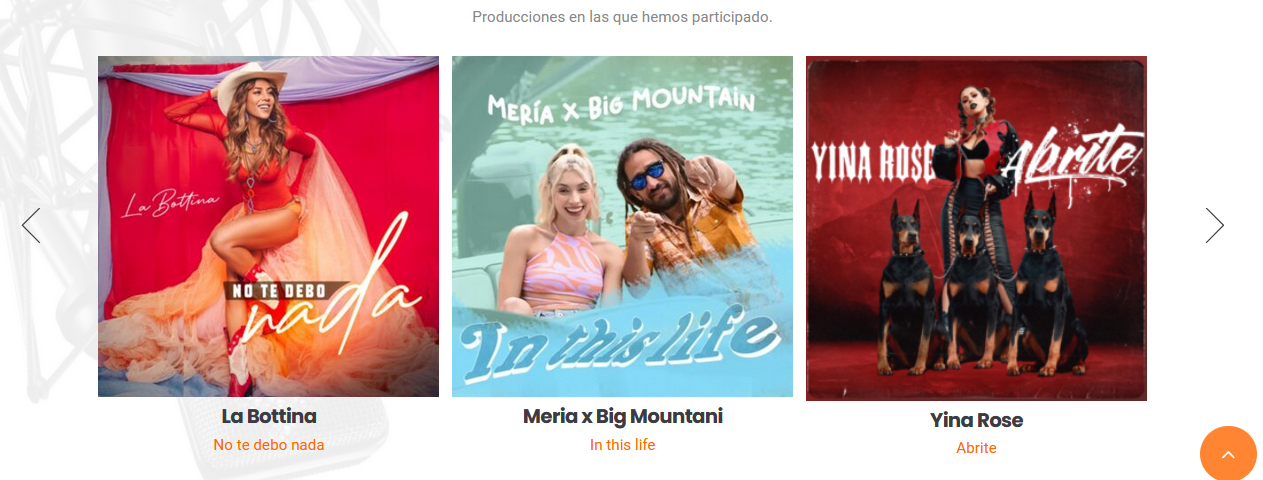 Producciones en las que hemos participado.
La Bottina
NO TE DEBO
nada
MERÍA X BIG MOUNTAIN
In this life
YINA ROSE
Abrite
La Bottina
No te debo nada
Meria x Big Mountani
In this life
Yina Rose
Abrite